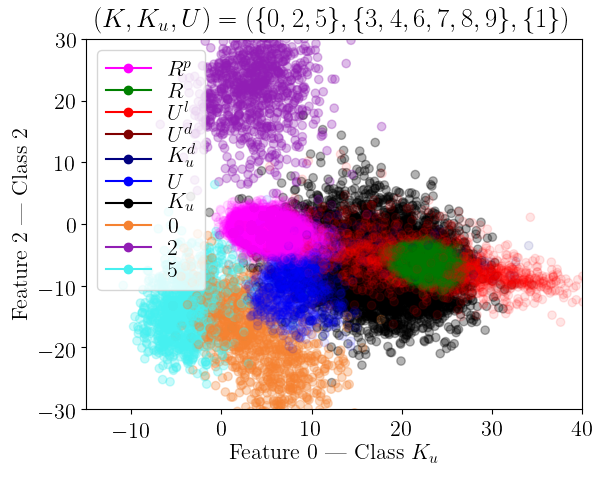 (K, K_u, U) = ({0, 2, 5}, {3, 4, 6, 7, 8, 9}, {1})
30
20
10
0
−10
−20
−30
Feature 2 — Class 2
R^p
R
U^l
U^d
K_u^d
U
K_u
0
2
5
−10 0 10 20 30 40
Feature 0 — Class K_u